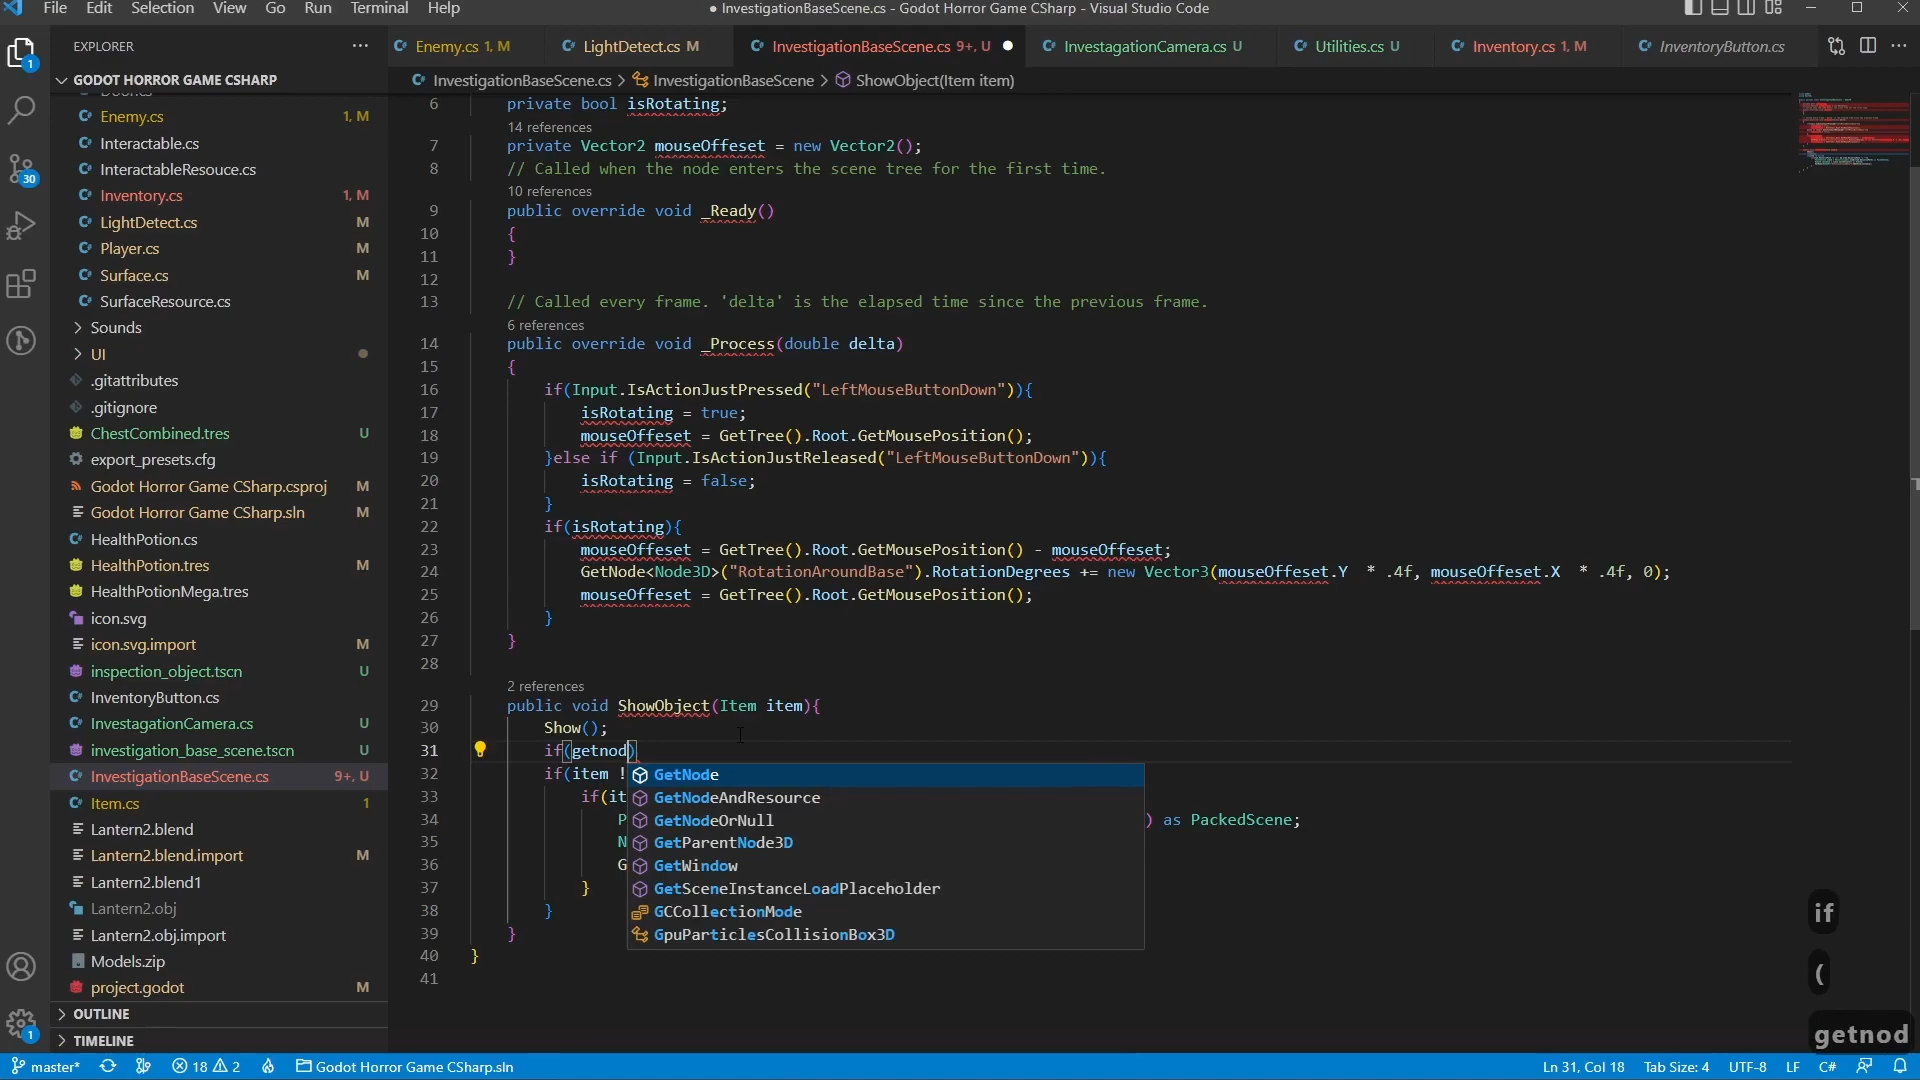 File Edit Selection View Go Run Terminal Help
● InvestigationBaseScene.cs - Godot Horror Game CSharp - Visual Studio Code
EXPLORER
Enemy.cs 1, M
LightDetect.cs M
InvestigationBaseScene.cs 9+, U
InvestagationCamera.cs U
Utilities.cs U
Inventory.cs 1, M
InventoryButton.cs
GODOT HORROR GAME CSHARP
InvestigationBaseScene.cs > InvestigationBaseScene > ShowObject(Item item)
Door.cs
Enemy.cs 1, M
Interactable.cs
InteractableResouce.cs
Inventory.cs 1, M
LightDetect.cs M
Player.cs M
Surface.cs M
SurfaceResource.cs
Sounds
UI
.gitattributes
.gitignore
ChestCombined.tres U
export_presets.cfg
Godot Horror Game CSharp.csproj M
Godot Horror Game CSharp.sln M
HealthPotion.cs
HealthPotion.tres M
HealthPotionMega.tres
icon.svg
icon.svg.import M
inspection_object.tscn U
InventoryButton.cs
InvestagationCamera.cs U
investigation_base_scene.tscn U
InvestigationBaseScene.cs 9+, U
Item.cs 1
Lantern2.blend
Lantern2.blend.import M
Lantern2.blend1
Lantern2.obj
Lantern2.obj.import
Models.zip
project.godot M
OUTLINE
TIMELINE
1
30
1
6 private bool isRotating;
14 references
7 private Vector2 mouseOffeset = new Vector2();
8 // Called when the node enters the scene tree for the first time.
10 references
9 public override void _Ready()
10 {
11 }
12
13 // Called every frame. 'delta' is the elapsed time since the previous frame.
6 references
14 public override void _Process(double delta)
15 {
16 if(Input.IsActionJustPressed("LeftMouseButtonDown")){
17 isRotating = true;
18 mouseOffeset = GetTree().Root.GetMousePosition();
19 }else if (Input.IsActionJustReleased("LeftMouseButtonDown")){
20 isRotating = false;
21 }
22 if(isRotating){
23 mouseOffeset = GetTree().Root.GetMousePosition() - mouseOffeset;
24 GetNode<Node3D>("RotationAroundBase").RotationDegrees += new Vector3(mouseOffeset.Y * .4f, mouseOffeset.X * .4f, 0);
25 mouseOffeset = GetTree().Root.GetMousePosition();
26 }
27 }
28
2 references
29 public void ShowObject(Item item){
30 Show();
31 if(getnod)
32 if(item !
33 if(it
34 P ) as PackedScene;
35 N
36 G
37 }
38 }
39 }
40 }
41
GetNode
GetNodeAndResource
GetNodeOrNull
GetParentNode3D
GetWindow
GetSceneInstanceLoadPlaceholder
GCCollectionMode
GpuParticlesCollisionBox3D
if
(
getnod
master* 18 2 Godot Horror Game CSharp.sln
Ln 31, Col 18 Tab Size: 4 UTF-8 LF C#